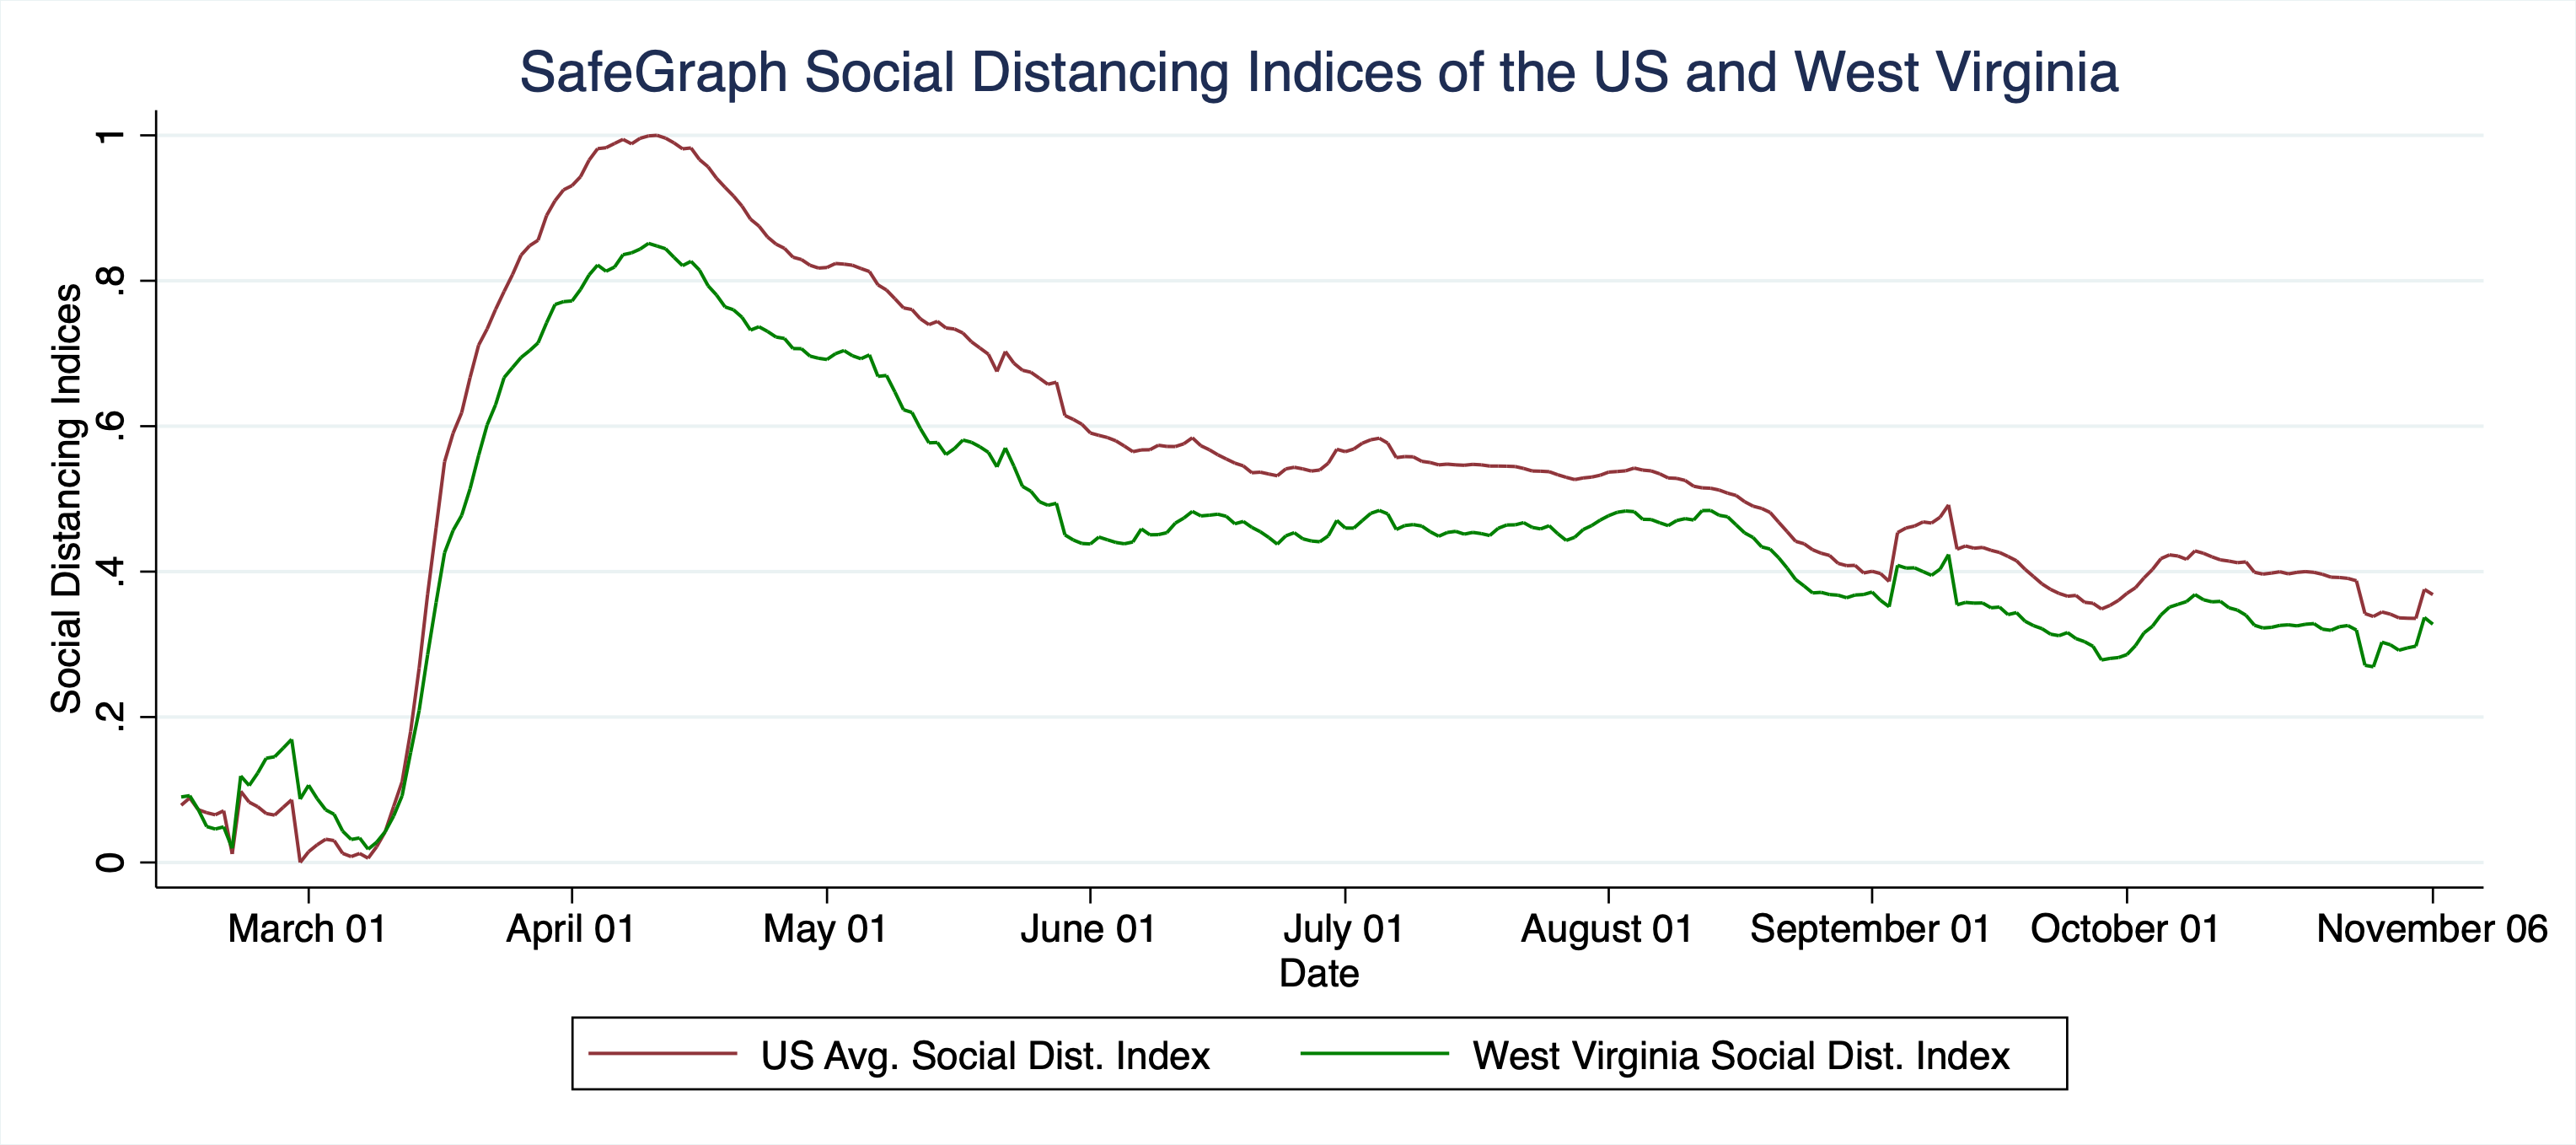 SafeGraph Social Distancing Indices of the US and West Virginia
Social Distancing Indices
1
.8
.6
.4
.2
0
March 01 April 01 May 01 June 01 July 01 August 01 September 01 October 01 November 06
Date
US Avg. Social Dist. Index West Virginia Social Dist. Index